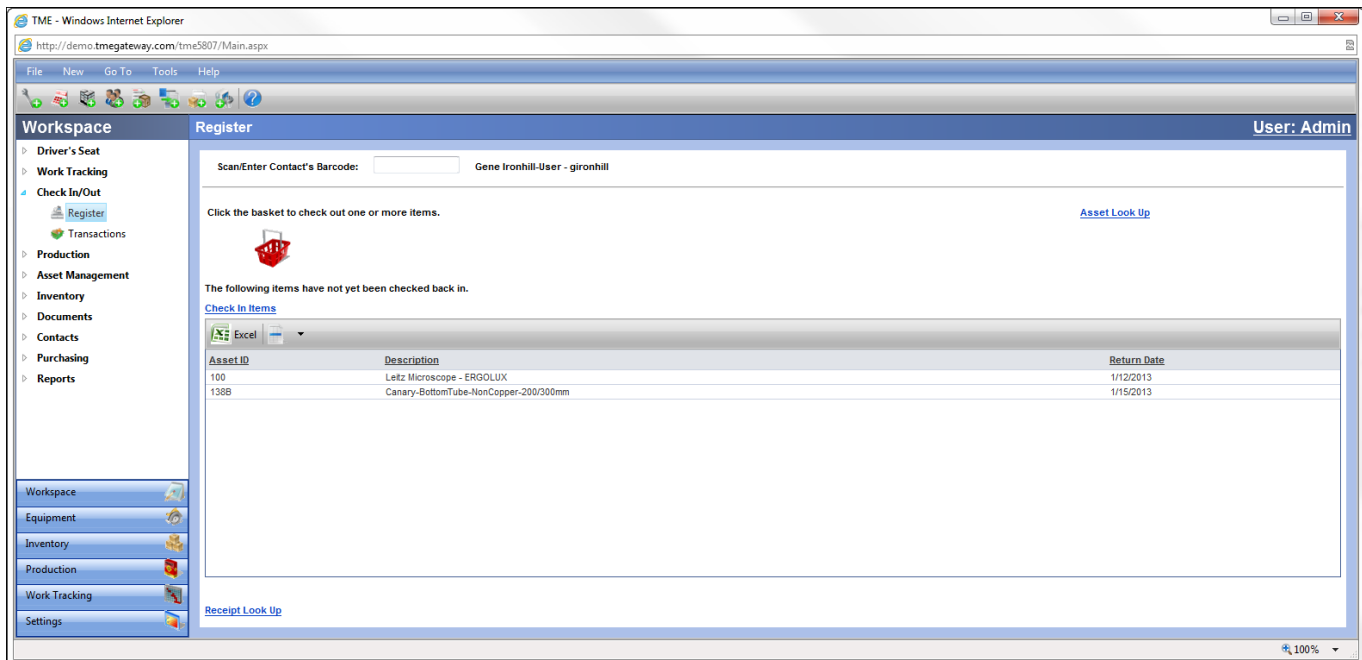 TME - Windows Internet Explorer
http://demo.tmegateway.com/tme5807/Main.aspx
File New Go To Tools Help
Workspace
Register
User: Admin
Driver's Seat
Work Tracking
Check In/Out
Register
Transactions
Production
Asset Management
Inventory
Documents
Contacts
Purchasing
Reports
Workspace
Equipment
Inventory
Production
Work Tracking
Settings
Scan/Enter Contact's Barcode: Gene Ironhill-User - gironhill
Click the basket to check out one or more items. Asset Look Up
The following items have not yet been checked back in.
Check In Items
Excel
Asset ID Description Return Date
100 Leitz Microscope - ERGOLUX 1/12/2013
138B Canary-BottomTube-NonCopper-200/300mm 1/15/2013
Receipt Look Up
100%